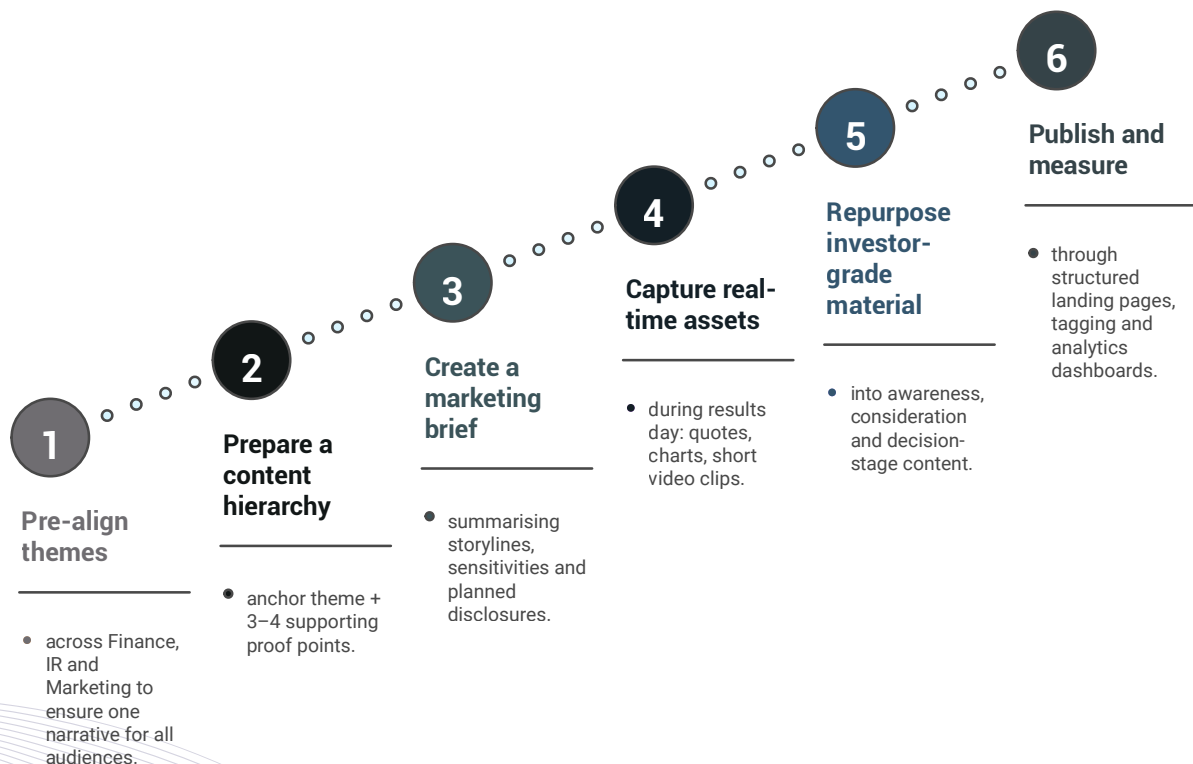 1
Pre-align
themes
• across Finance,
IR and
Marketing to
ensure one
narrative for all
audiences.
2
Prepare a
content
hierarchy
• anchor theme +
3–4 supporting
proof points.
3
Create a
marketing
brief
• summarising
storylines,
sensitivities and
planned
disclosures.
4
Capture real-
time assets
• during results
day: quotes,
charts, short
video clips.
5
Repurpose
investor-
grade
material
• into awareness,
consideration
and decision-
stage content.
6
Publish and
measure
• through
structured
landing pages,
tagging and
analytics
dashboards.